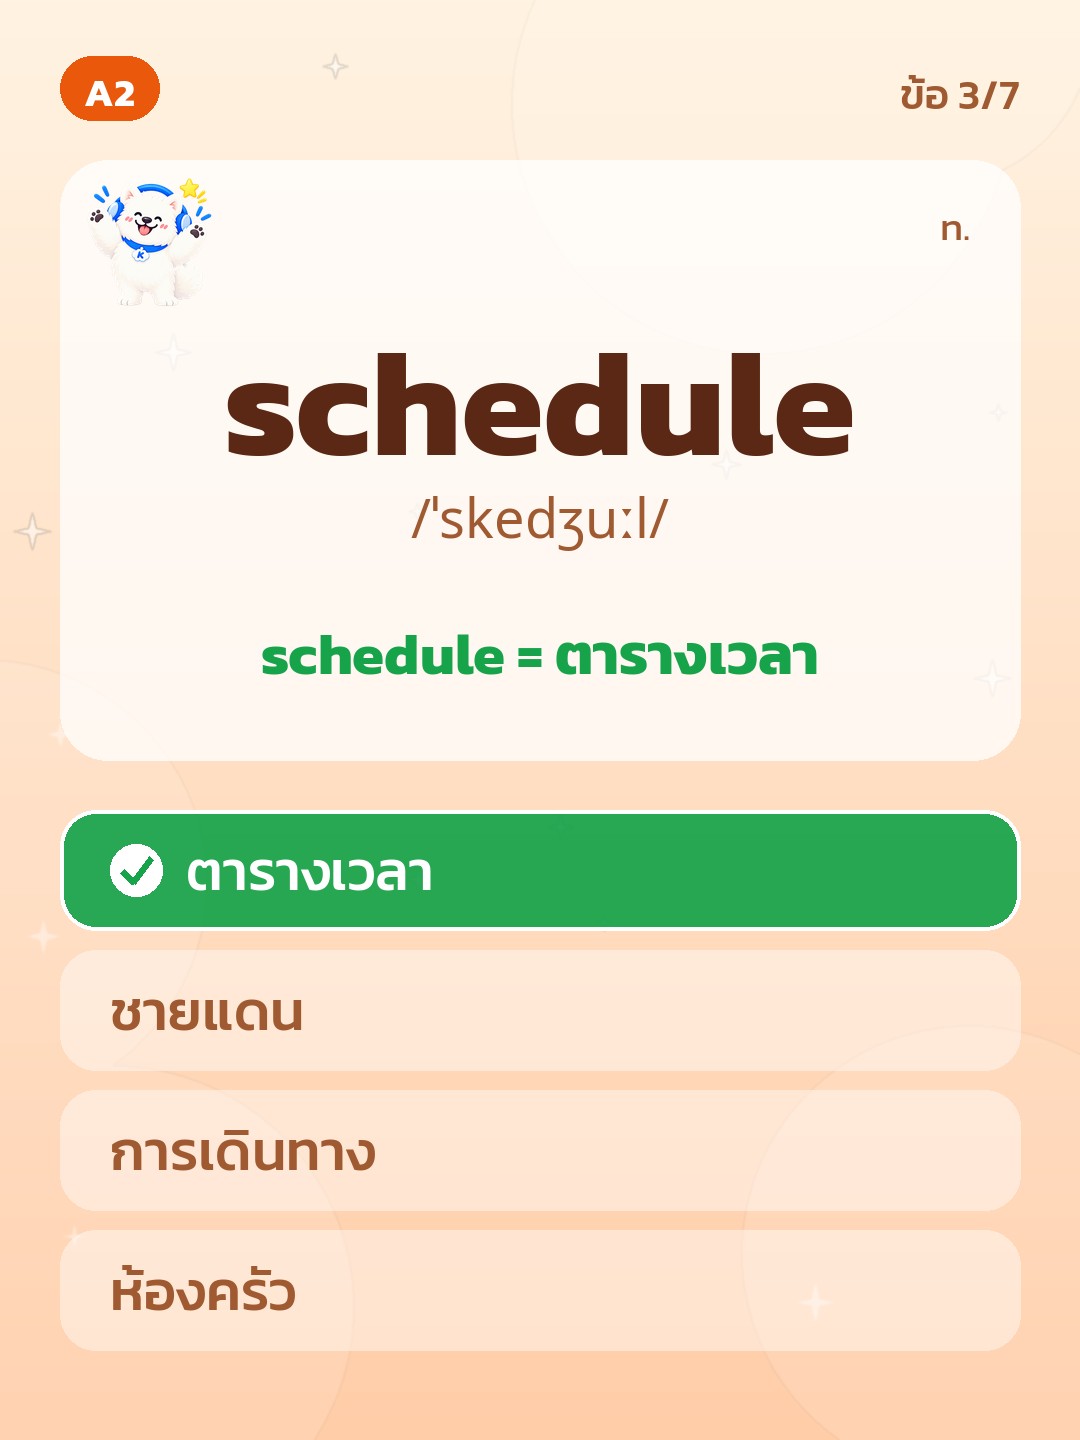 A2
ข้อ 3/7
K
n.
schedule
/ˈskedʒuːl/
schedule = ตารางเวลา
ตารางเวลา
ชายแดน
การเดินทาง
ห้องครัว